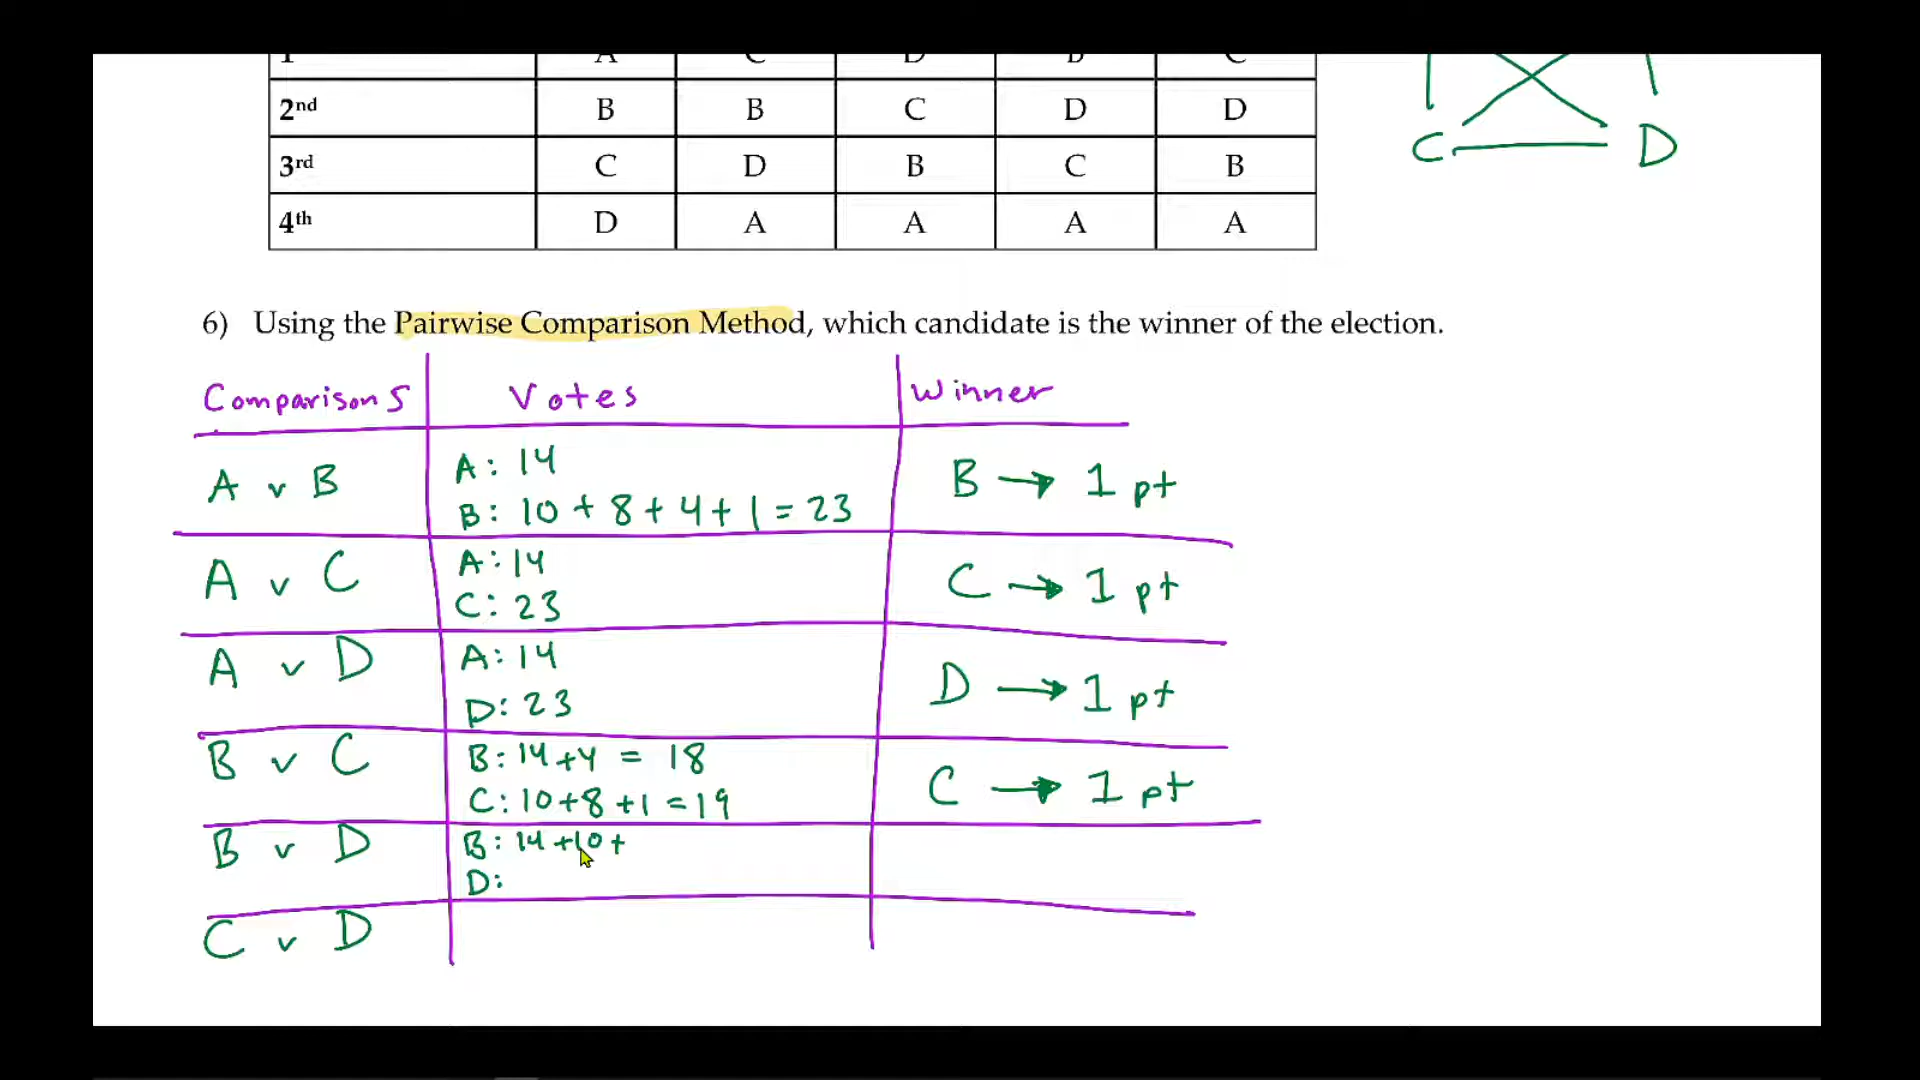 1 A C D B C
2nd B B C D D
3rd C D B C B
4th D A A A A
C D
6) Using the Pairwise Comparison Method, which candidate is the winner of the election.
Comparisons Votes Winner
A v B
A: 14
B: 10 + 8 + 4 + 1 = 23
B → 1 pt
A v C
A: 14
C: 23
C → 1 pt
A v D
A: 14
D: 23
D → 1 pt
B v C
B: 14 + 4 = 18
C: 10 + 8 + 1 = 19
C → 1 pt
B v D
B: 14 + 10 +
D:
C v D